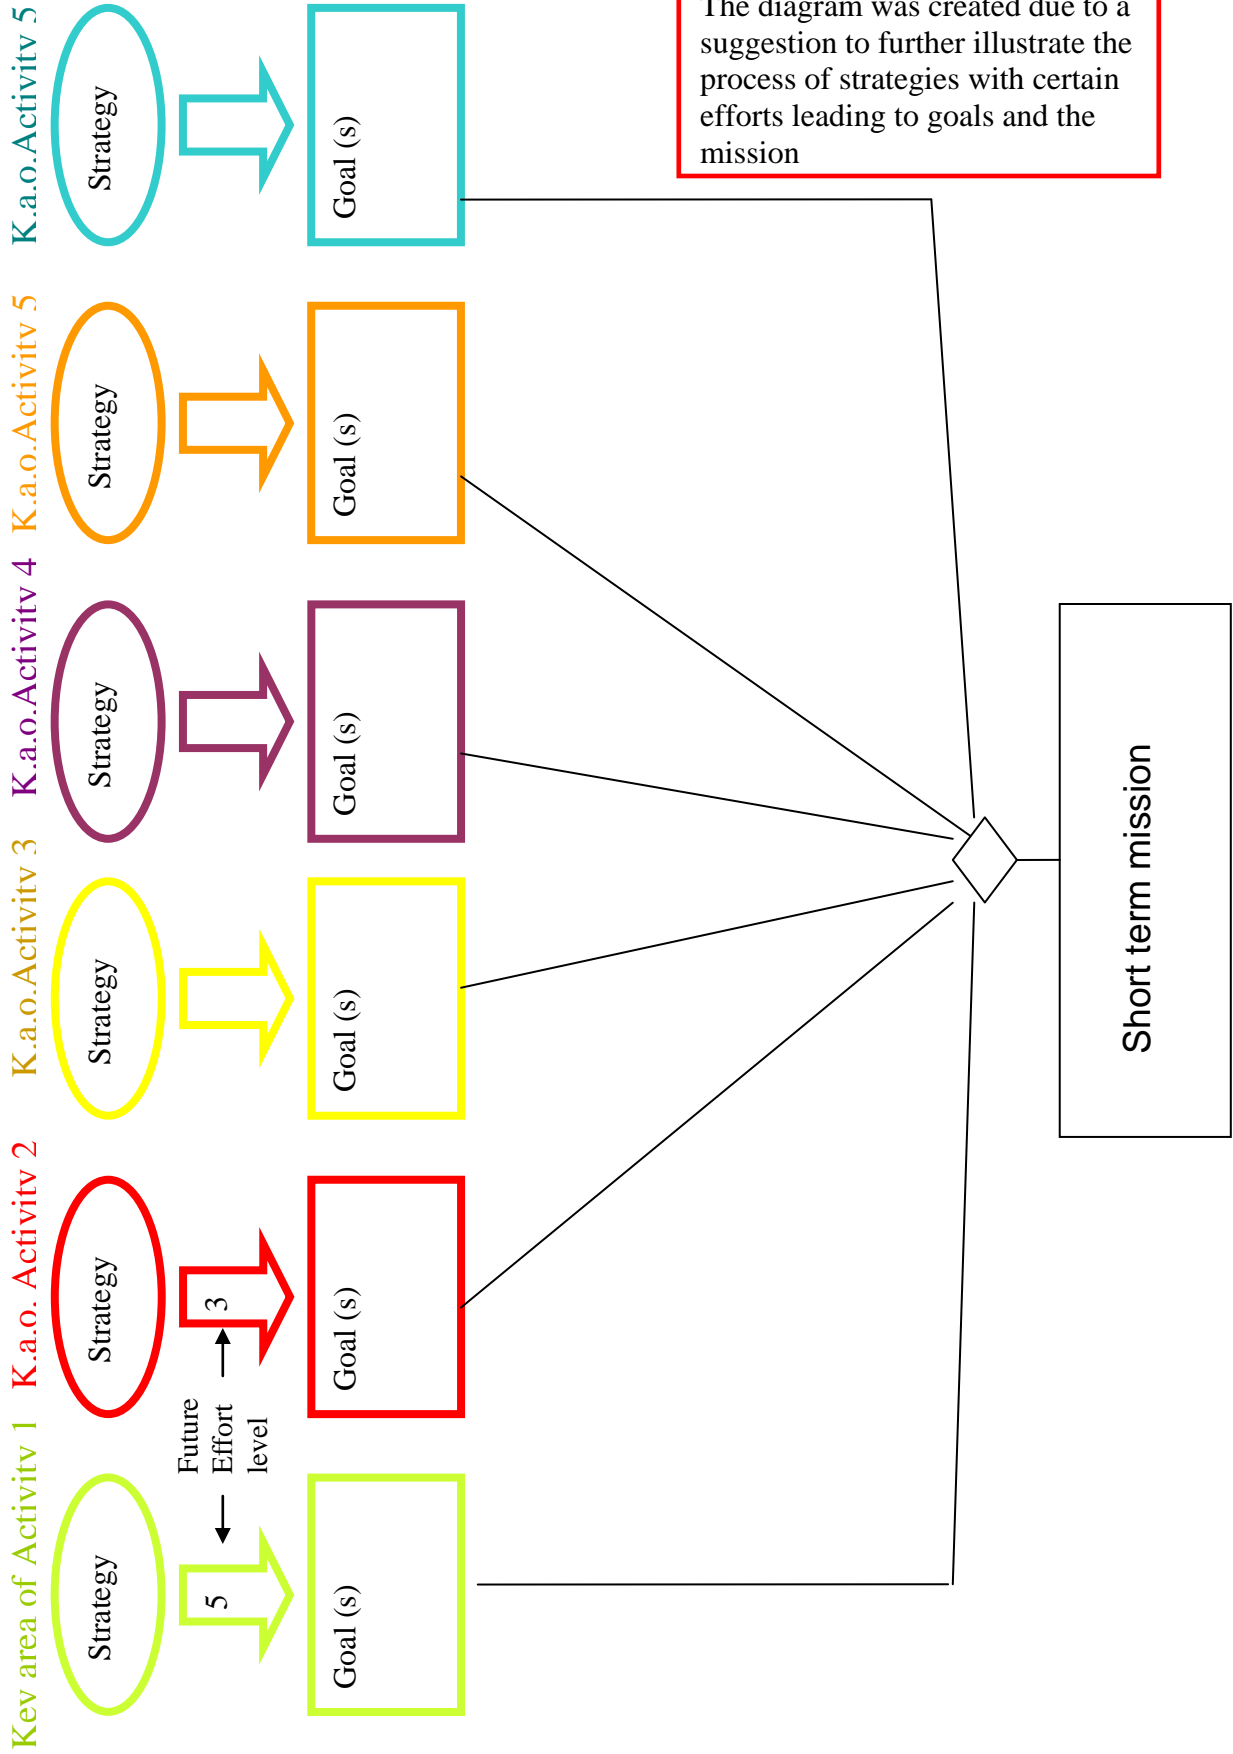 Key area of Activity 1
K.a.o. Activity 2
K.a.o.Activity 3
K.a.o.Activity 4
K.a.o.Activity 5
K.a.o.Activity 5
Strategy
Strategy
Strategy
Strategy
Strategy
Strategy
5
Future
Effort
level
3
Goal (s)
Goal (s)
Goal (s)
Goal (s)
Goal (s)
Goal (s)
The diagram was created due to a
suggestion to further illustrate the
process of strategies with certain
efforts leading to goals and the
mission
Short term mission